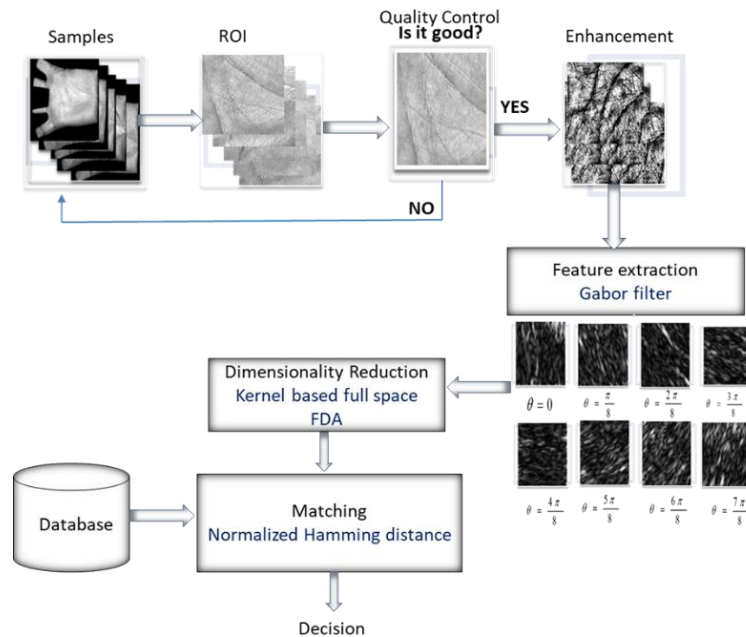 Samples
ROI
Quality Control
Is it good?
Enhancement
YES
NO
Feature extraction
Gabor filter
θ = 0
θ = π/8
θ = 2π/8
θ = 3π/8
θ = 4π/8
θ = 5π/8
θ = 6π/8
θ = 7π/8
Dimensionality Reduction
Kernel based full space
FDA
Database
Matching
Normalized Hamming distance
Decision